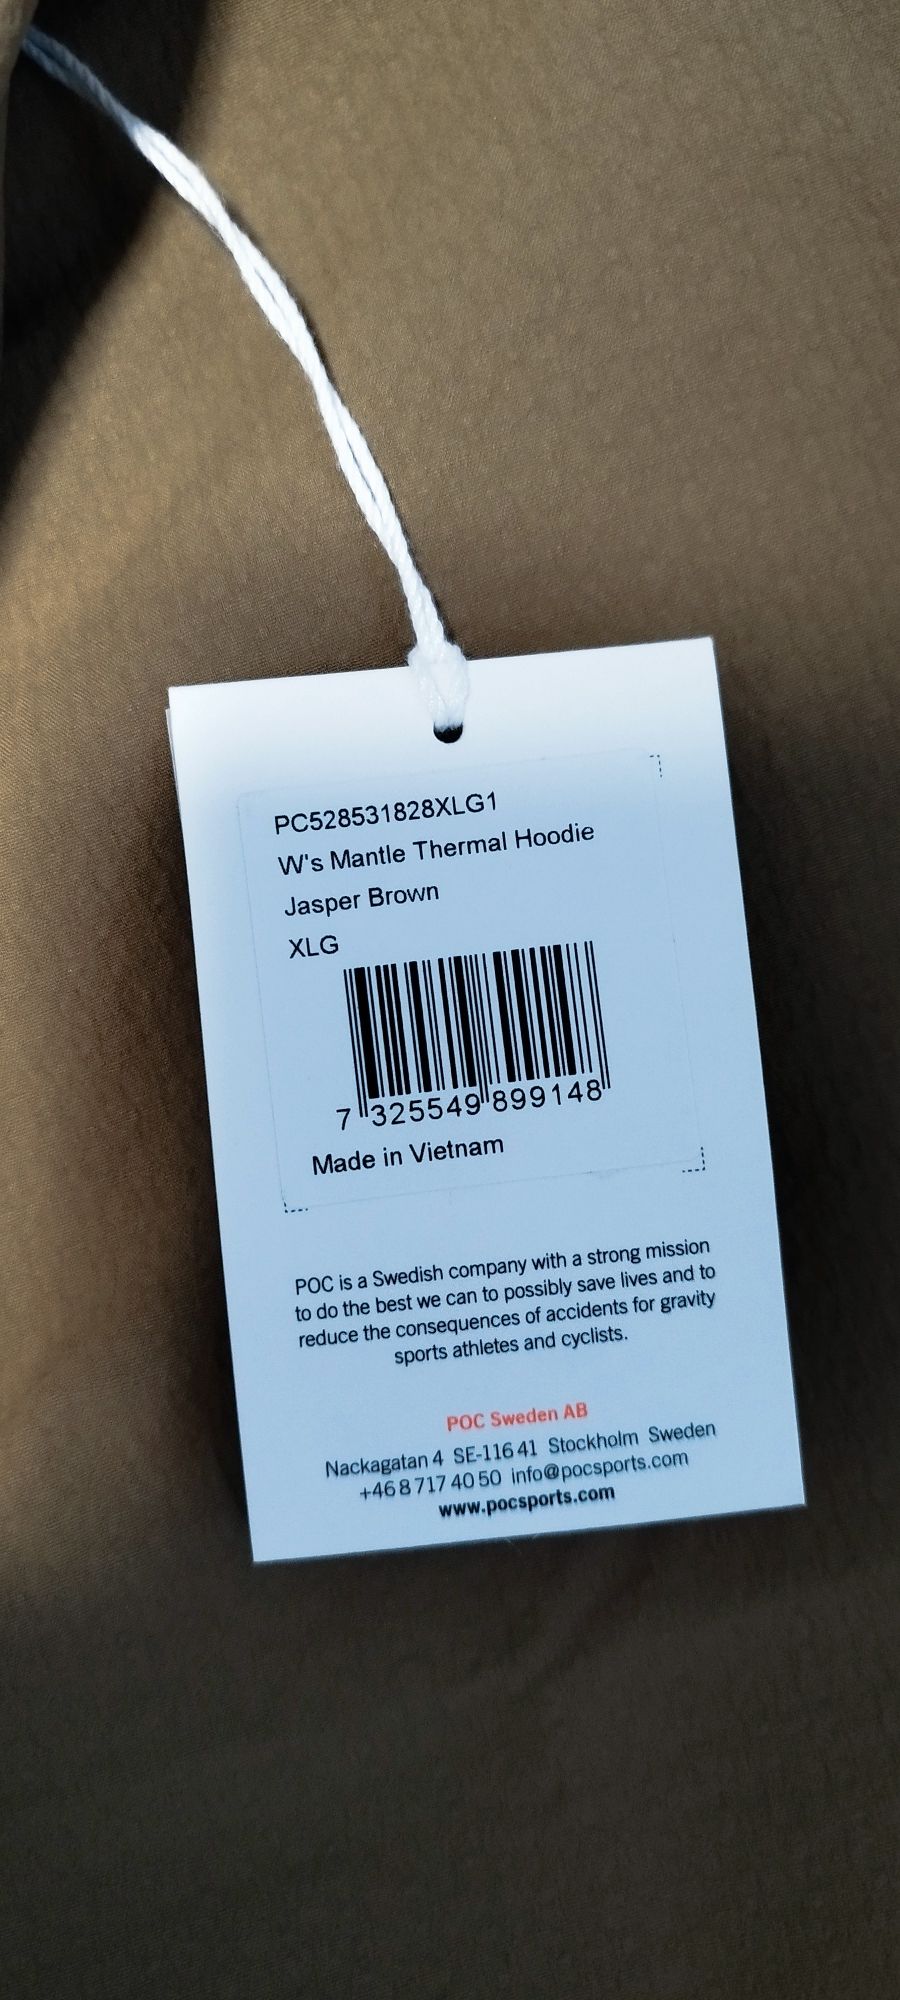 PC528531828XLG1
W's Mantle Thermal Hoodie
Jasper Brown
XLG
7 325549 899148
Made in Vietnam
POC is a Swedish company with a strong mission
to do the best we can to possibly save lives and to
reduce the consequences of accidents for gravity
sports athletes and cyclists.
POC Sweden AB
Nackagatan 4 SE-116 41 Stockholm Sweden
+46 8 717 40 50 info@pocsports.com
www.pocsports.com